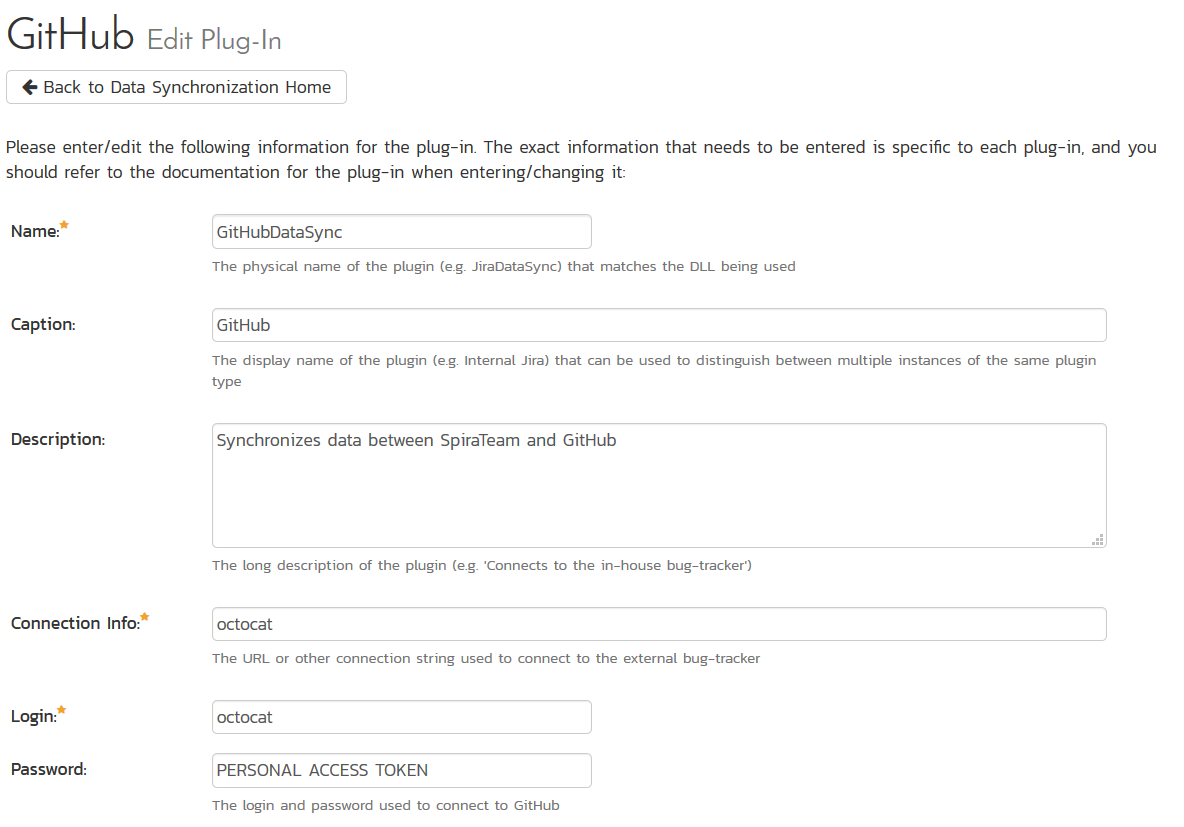 GitHub Edit Plug-In
Back to Data Synchronization Home
Please enter/edit the following information for the plug-in. The exact information that needs to be entered is specific to each plug-in, and you
should refer to the documentation for the plug-in when entering/changing it:
Name:* GitHubDataSync
The physical name of the plugin (e.g. JiraDataSync) that matches the DLL being used
Caption: GitHub
The display name of the plugin (e.g. Internal Jira) that can be used to distinguish between multiple instances of the same plugin
type
Description: Synchronizes data between SpiraTeam and GitHub
The long description of the plugin (e.g. 'Connects to the in-house bug-tracker')
Connection Info:* octocat
The URL or other connection string used to connect to the external bug-tracker
Login:* octocat
Password: PERSONAL ACCESS TOKEN
The login and password used to connect to GitHub